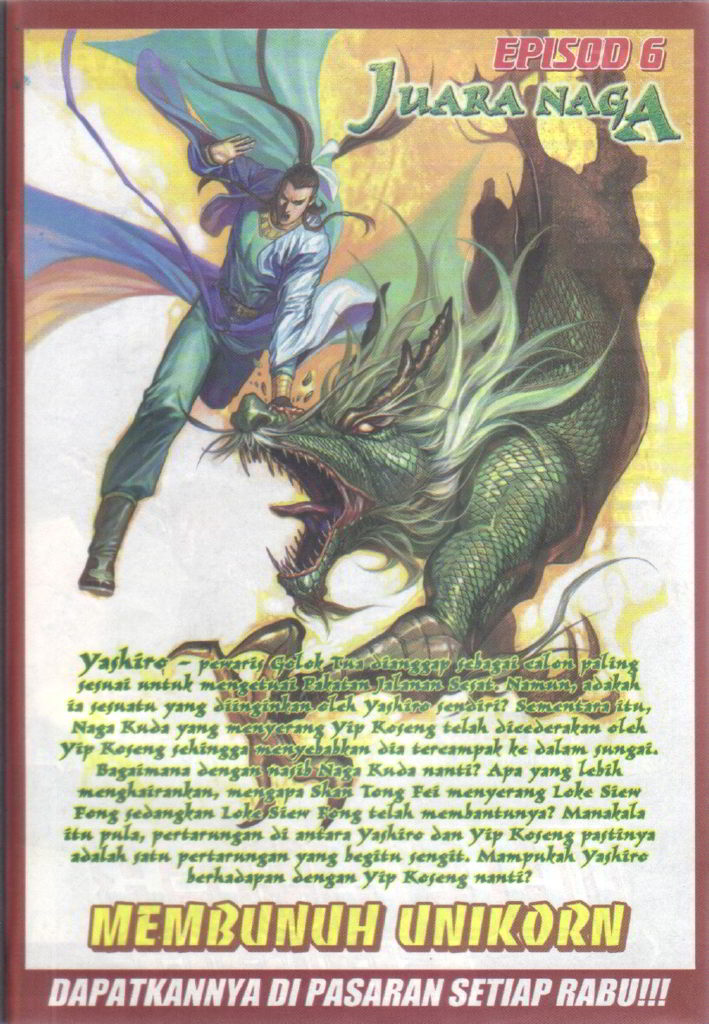 EPISOD 6
JUARA NAGA
Yashiro – pewaris Golok Tua dianggap sebagai calon paling
sesuai untuk mengetuai Pakatan Jalanan Sesat. Namun, adakah
ia sesuatu yang diinginkan oleh Yashiro sendiri? Sementara itu,
Naga Kuda yang menyerang Yip Koseng telah dicederakan oleh
Yip Koseng sehingga menyebabkan dia tercampak ke dalam sungai.
Bagaimana dengan nasib Naga Kuda nanti? Apa yang lebih
menghairankan, mengapa Shan Tong Fei menyerang Loke Siew
Fong sedangkan Loke Siew Fong telah membantunya? Manakala
itu pula, pertarungan di antara Yashiro dan Yip Koseng pastinya
adalah satu pertarungan yang begitu sengit. Mampukah Yashiro
berhadapan dengan Yip Koseng nanti?
MEMBUNUH UNIKORN
DAPATKANNYA DI PASARAN SETIAP RABU!!!